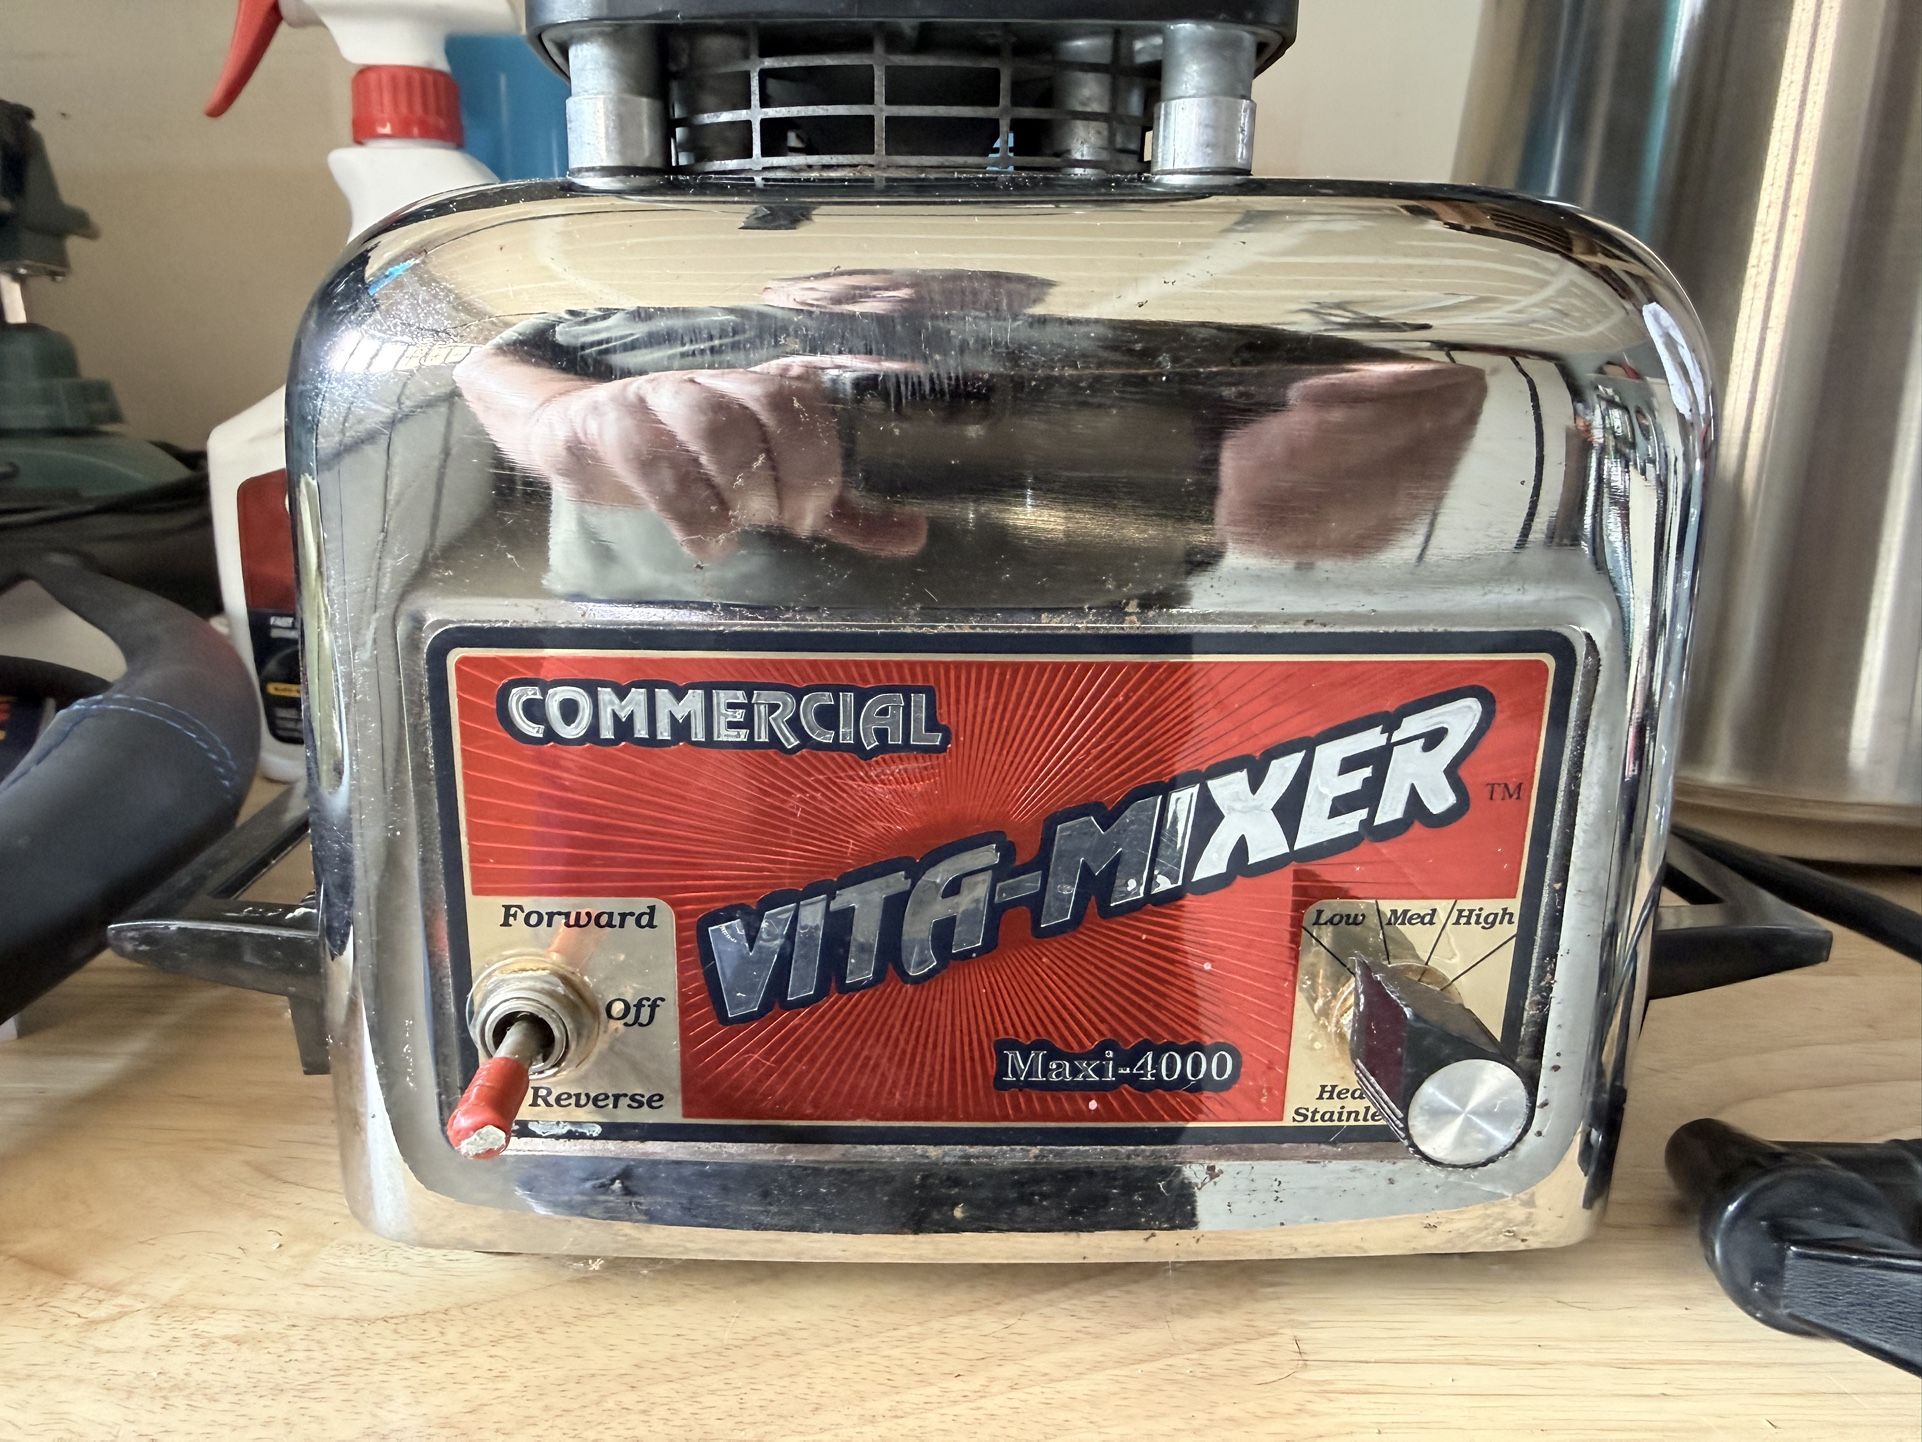 COMMERCIAL
VITA-MIXER
TM
Forward
Low Med High
Off
Maxi-4000
Reverse